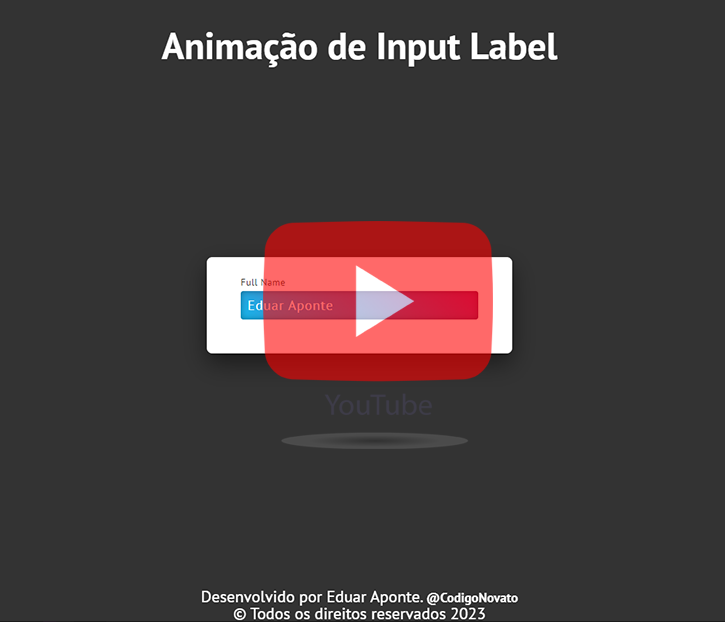 Animação de Input Label
Full Name
Eduar Aponte
YouTube
Desenvolvido por Eduar Aponte. @CodigoNovato
© Todos os direitos reservados 2023